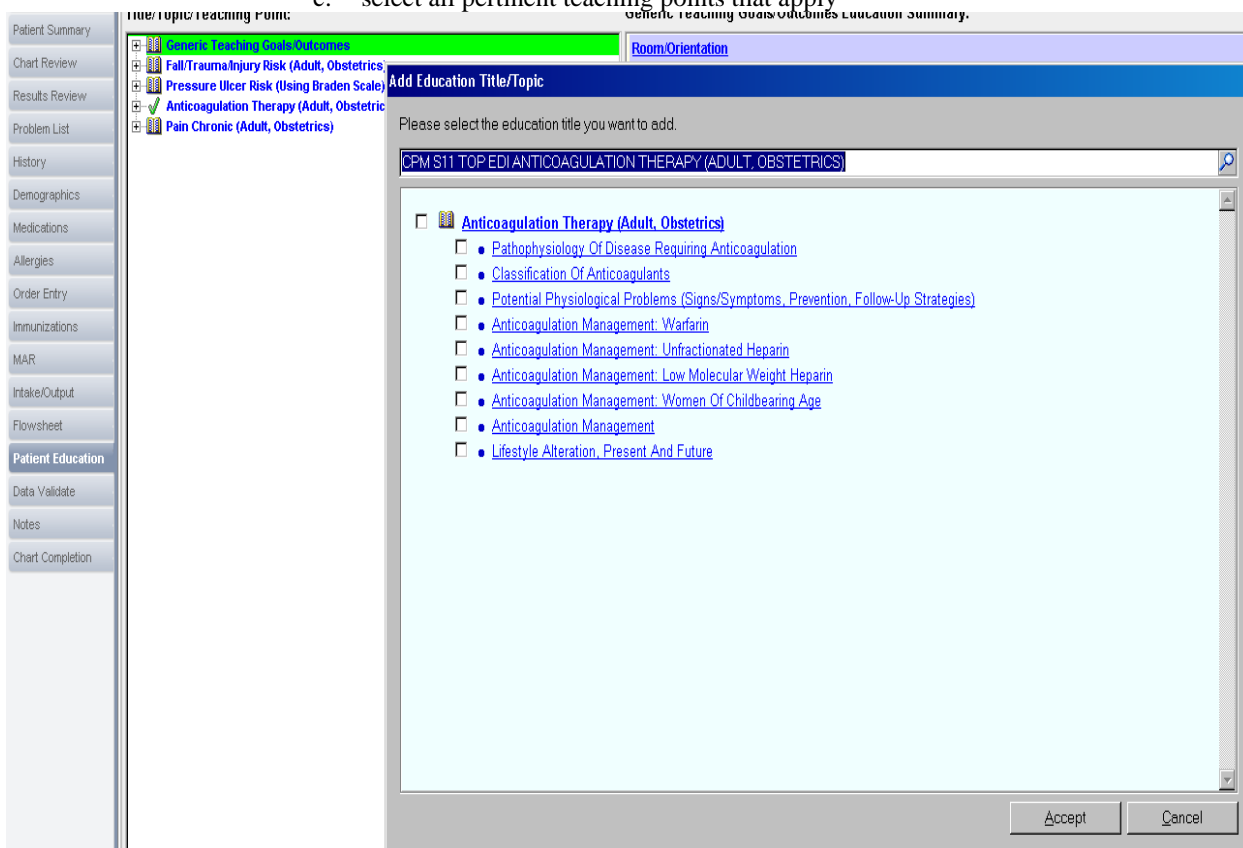 c. select all pertinent teaching points that apply
Title/Topic/Teaching Point:
Generic Teaching Goals/Outcomes Education Summary:
Patient Summary
Chart Review
Results Review
Problem List
History
Demographics
Medications
Allergies
Order Entry
Immunizations
MAR
Intake/Output
Flowsheet
Patient Education
Data Validate
Notes
Chart Completion
Generic Teaching Goals/Outcomes
Fall/Trauma/Injury Risk (Adult, Obstetrics
Pressure Ulcer Risk (Using Braden Scale)
Anticoagulation Therapy (Adult, Obstetric
Pain Chronic (Adult, Obstetrics)
Room/Orientation
Add Education Title/Topic
Please select the education title you want to add.
CPM S11 TOP EDI ANTICOAGULATION THERAPY (ADULT, OBSTETRICS)
Anticoagulation Therapy (Adult, Obstetrics)
• Pathophysiology Of Disease Requiring Anticoagulation
• Classification Of Anticoagulants
• Potential Physiological Problems (Signs/Symptoms, Prevention, Follow-Up Strategies)
• Anticoagulation Management: Warfarin
• Anticoagulation Management: Unfractionated Heparin
• Anticoagulation Management: Low Molecular Weight Heparin
• Anticoagulation Management: Women Of Childbearing Age
• Anticoagulation Management
• Lifestyle Alteration, Present And Future
Accept
Cancel